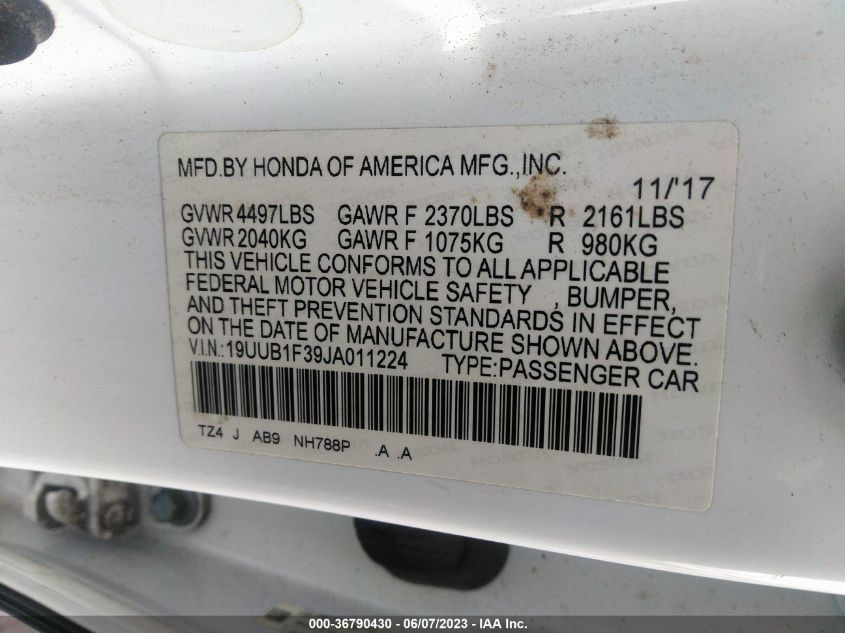 MFD.BY HONDA OF AMERICA MFG.,INC.
11/'17
GVWR 4497LBS GAWR F 2370LBS R 2161LBS
GVWR 2040KG GAWR F 1075KG R 980KG
THIS VEHICLE CONFORMS TO ALL APPLICABLE
FEDERAL MOTOR VEHICLE SAFETY , BUMPER,
AND THEFT PREVENTION STANDARDS IN EFFECT
ON THE DATE OF MANUFACTURE SHOWN ABOVE.
V.I.N.:19UUB1F39JA011224 TYPE:PASSENGER CAR
TZ4 J AB9 NH788P .A .A
000-36790430 - 06/07/2023 - IAA Inc.